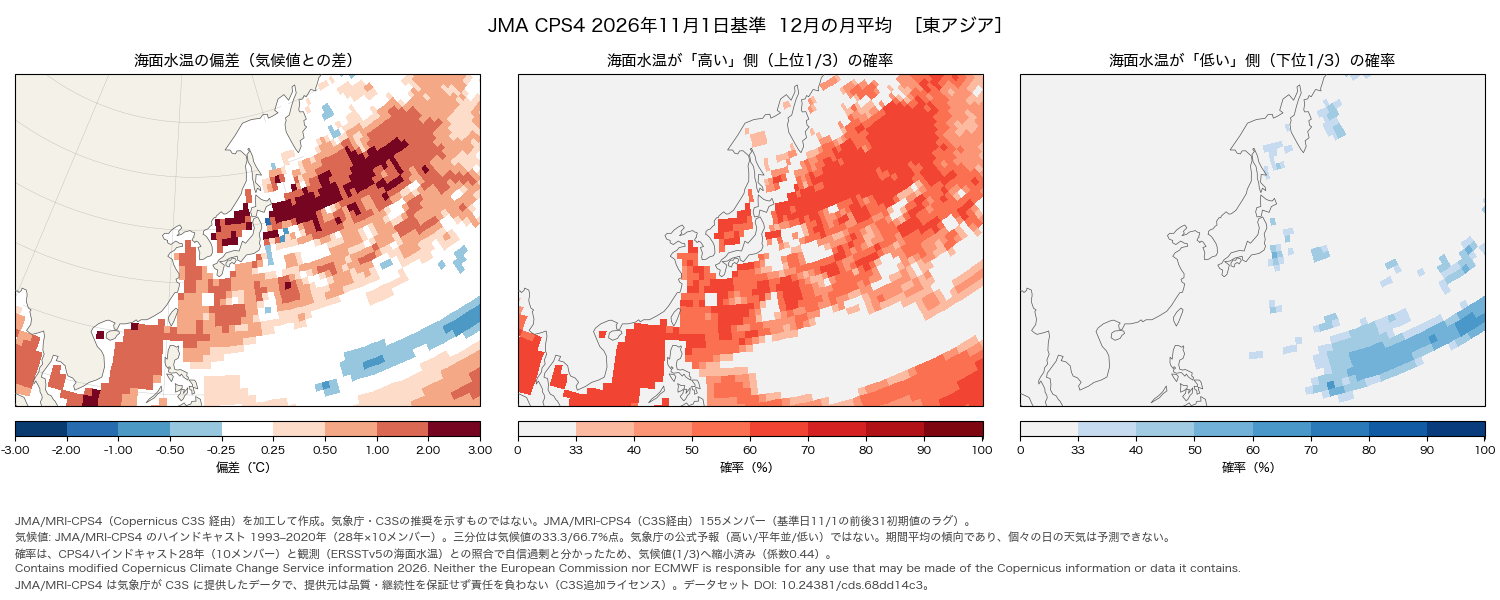 JMA CPS4 2026年11月1日基準 12月の月平均 ［東アジア］
海面水温の偏差（気候値との差）
海面水温が「高い」側（上位1/3）の確率
海面水温が「低い」側（下位1/3）の確率
-3.00 -2.00 -1.00 -0.50 -0.25 0.25 0.50 1.00 2.00 3.00
偏差（℃）
0 33 40 50 60 70 80 90 100
確率（%）
0 33 40 50 60 70 80 90 100
確率（%）
JMA/MRI-CPS4（Copernicus C3S 経由）を加工して作成。気象庁・C3Sの推奨を示すものではない。JMA/MRI-CPS4（C3S経由）155メンバー（基準日11/1の前後31初期値のラグ）。
気候値: JMA/MRI-CPS4 のハインドキャスト 1993–2020年（28年×10メンバー）。三分位は気候値の33.3/66.7%点。気象庁の公式予報（高い/平年並/低い）ではない。期間平均の傾向であり、個々の日の天気は予測できない。
確率は、CPS4ハインドキャスト28年（10メンバー）と観測（ERSSTv5の海面水温）との照合で自信過剰と分かったため、気候値(1/3)へ縮小済み（係数0.44）。
Contains modified Copernicus Climate Change Service information 2026. Neither the European Commission nor ECMWF is responsible for any use that may be made of the Copernicus information or data it contains.
JMA/MRI-CPS4 は気象庁が C3S に提供したデータで、提供元は品質・継続性を保証せず責任を負わない（C3S追加ライセンス）。データセット DOI: 10.24381/cds.68dd14c3。